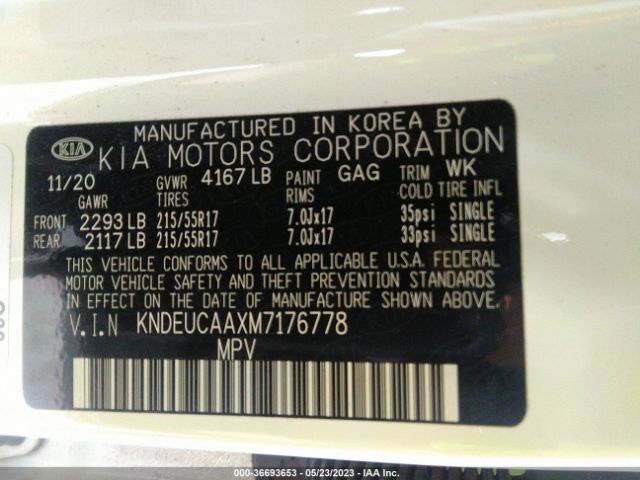 MANUFACTURED IN KOREA BY
KIA KIA MOTORS CORPORATION
11/20 GVWR 4167 LB PAINT GAG TRIM WK
GAWR TIRES RIMS COLD TIRE INFL
FRONT 2293 LB 215/55R17 7.0Jx17 35psi SINGLE
REAR 2117 LB 215/55R17 7.0Jx17 33psi SINGLE
THIS VEHICLE CONFORMS TO ALL APPLICABLE U.S.A. FEDERAL
MOTOR VEHICLE SAFETY AND THEFT PREVENTION STANDARDS
IN EFFECT ON THE DATE OF MANUFACTURE SHOWN ABOVE.
V.I.N KNDEUCAAXM7176778
MPV
000-36693653 - 05/23/2023 - IAA Inc.